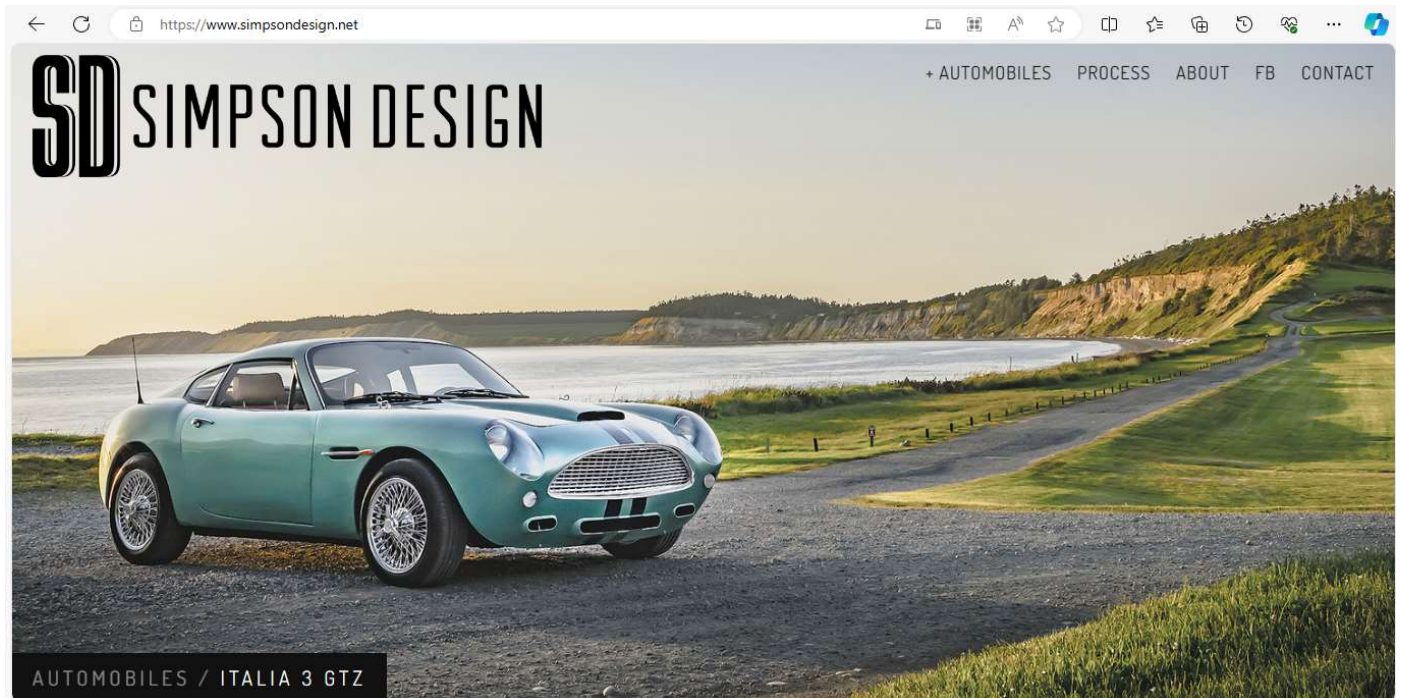 https://www.simpsondesign.net
SD SIMPSON DESIGN
+ AUTOMOBILES PROCESS ABOUT FB CONTACT
AUTOMOBILES / ITALIA 3 GTZ